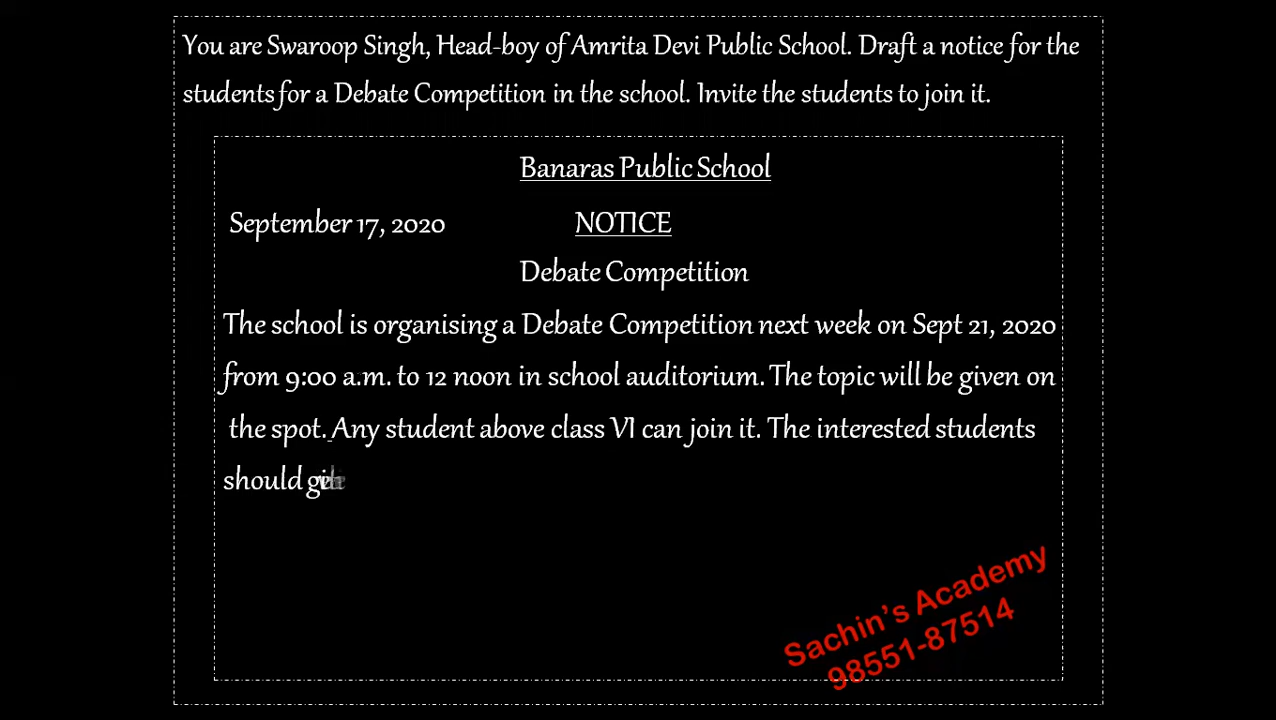 You are Swaroop Singh, Head-boy of Amrita Devi Public School. Draft a notice for the
students for a Debate Competition in the school. Invite the students to join it.
Banaras Public School
September 17, 2020 NOTICE
Debate Competition
The school is organising a Debate Competition next week on Sept 21, 2020
from 9:00 a.m. to 12 noon in school auditorium. The topic will be given on
the spot. Any student above class VI can join it. The interested students
should
Sachin's Academy
98551-87514